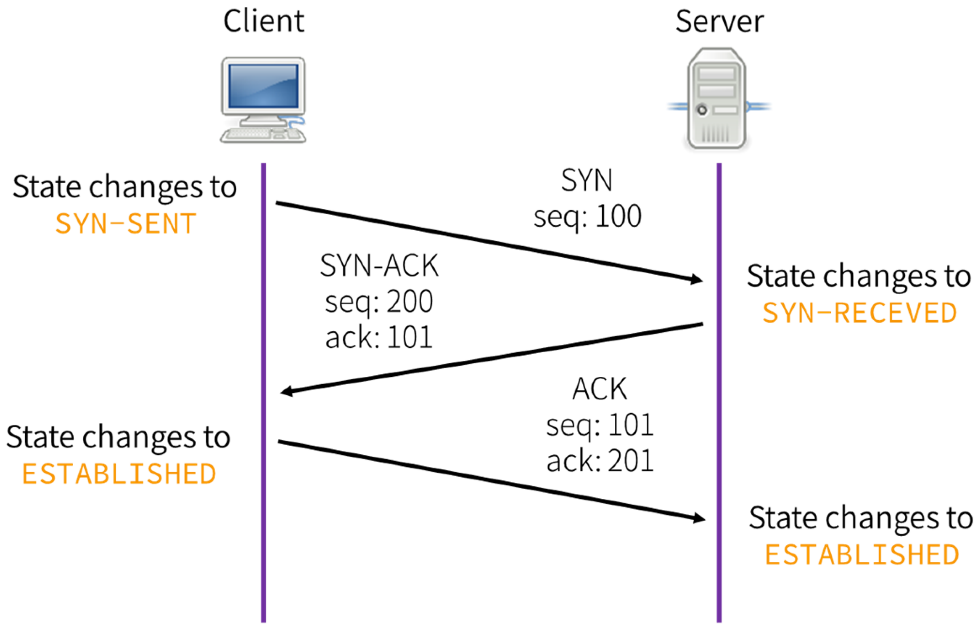 Client
Server
State changes to
SYN-SENT
SYN
seq: 100
SYN-ACK
seq: 200
ack: 101
State changes to
SYN-RECEVED
ACK
seq: 101
ack: 201
State changes to
ESTABLISHED
State changes to
ESTABLISHED